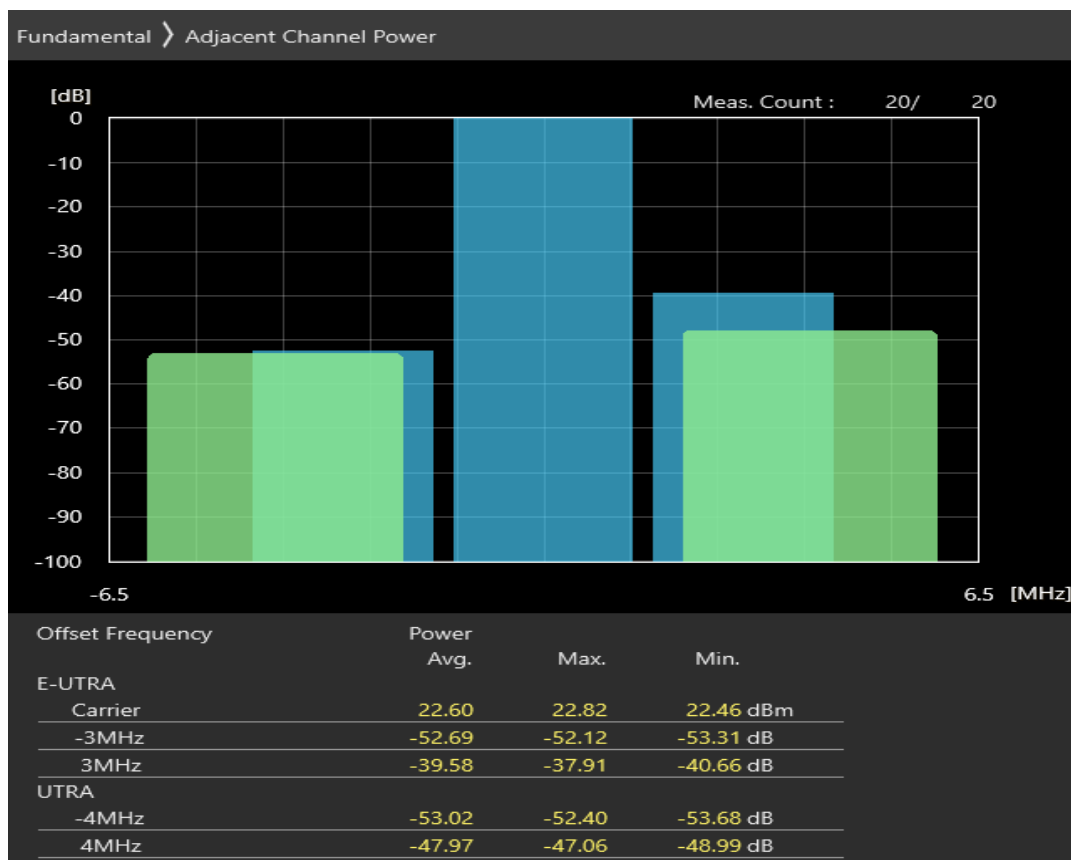 Fundamental 〉 Adjacent Channel Power
[dB]
Meas. Count : 20/ 20
0
-10
-20
-30
-40
-50
-60
-70
-80
-90
-100
-6.5 6.5 [MHz]
Offset Frequency Power
Avg. Max. Min.
E-UTRA
Carrier 22.60 22.82 22.46 dBm
-3MHz -52.69 -52.12 -53.31 dB
3MHz -39.58 -37.91 -40.66 dB
UTRA
-4MHz -53.02 -52.40 -53.68 dB
4MHz -47.97 -47.06 -48.99 dB